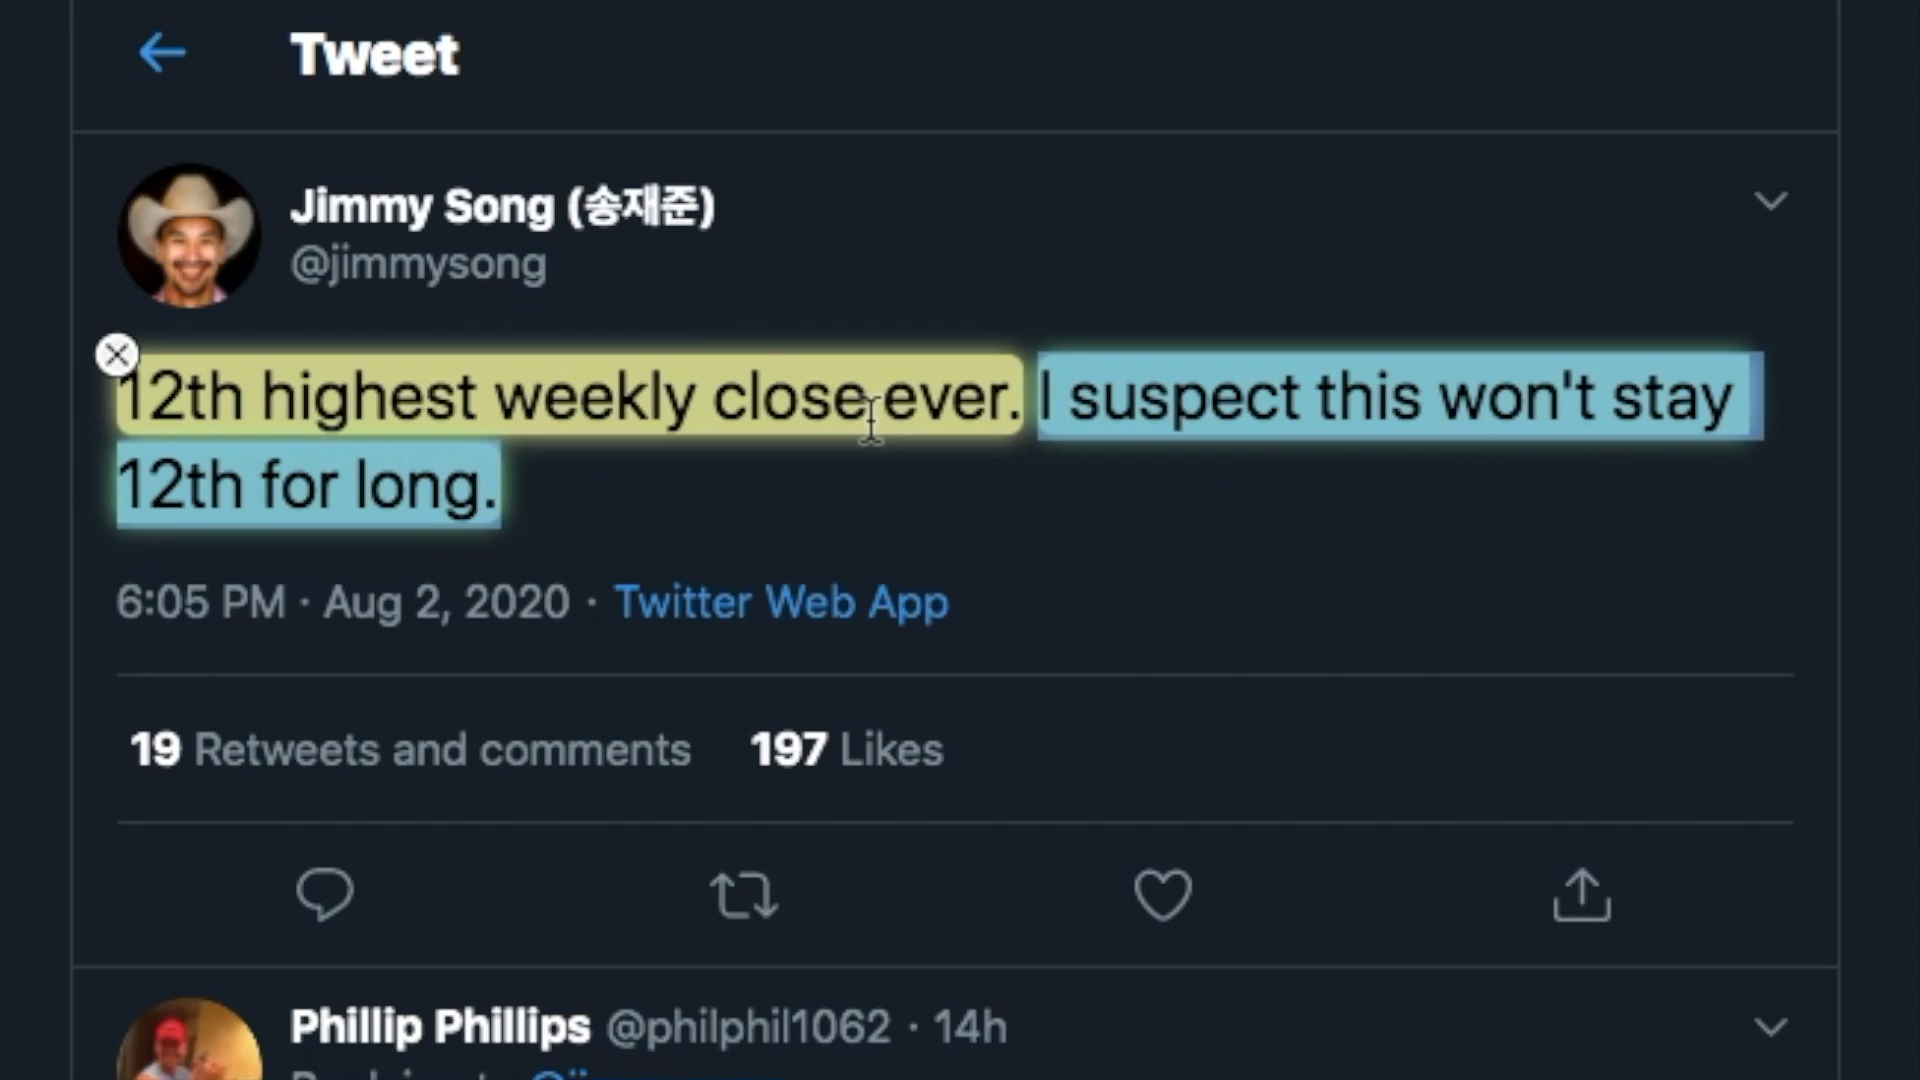 Tweet
Jimmy Song (송재준)
@jimmysong
12th highest weekly close ever. I suspect this won't stay
12th for long.
6:05 PM · Aug 2, 2020 · Twitter Web App
19 Retweets and comments 197 Likes
Phillip Phillips @philphil1062 · 14h